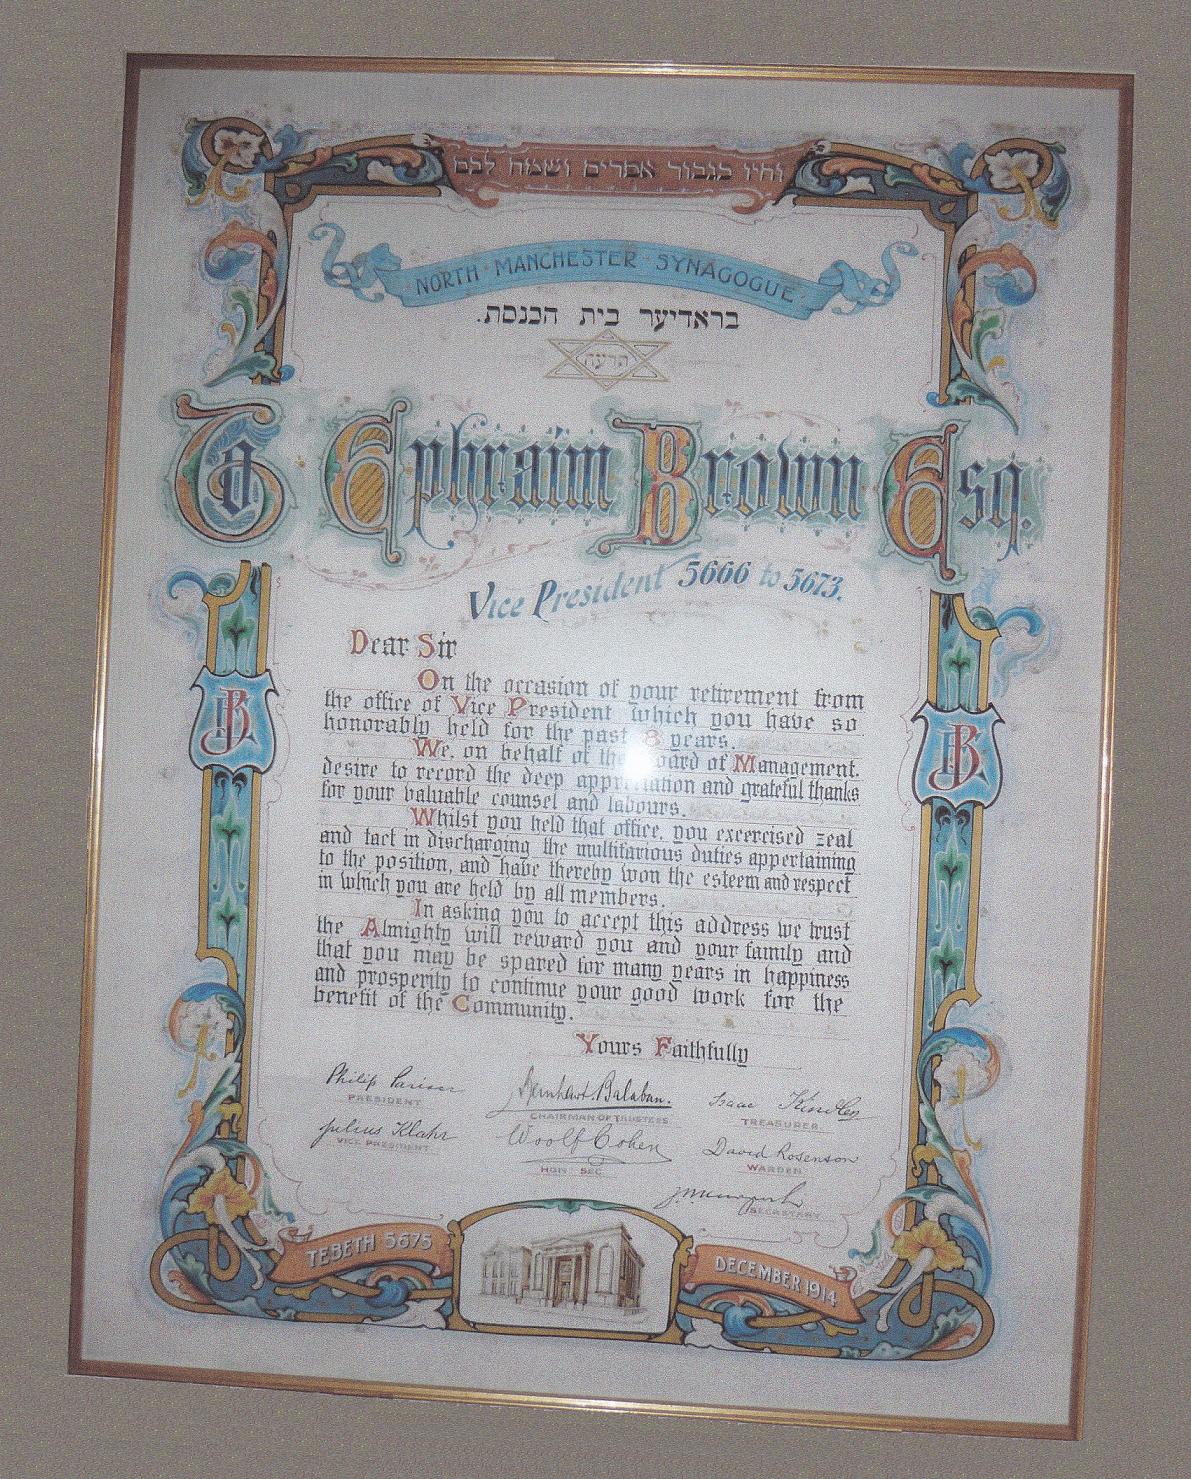 והיו כגבור אפרים ושמח לבם
NORTH · MANCHESTER · SYNAGOGUE
בראדיער בית הכנסת.
תרעה
To Ephraim Brown Esq.
Vice President 5666 to 5673.
Dear Sir
On the occasion of your retirement from
the office of Vice President which you have so
honorably held for the past 8 years.
We, on behalf of the Board of Management.
desire to record the deep appreciation and grateful thanks
for your valuable counsel and labours.
Whilst you held that office, you excercised zeal
and tact in discharging the multifarious duties appertaining
to the position, and have thereby won the esteem and respect
in which you are held by all members.
In asking you to accept this address we trust
the Almighty will reward you and your family and
that you may be spared for many years in happiness
and prosperity to continue your good work for the
benefit of the Community.
Yours Faithfully
Philip Bernhart Balaban. Isaac Kindler
PRESIDENT CHAIRMAN OF TRUSTEES TREASURER
Julius Klahr Woolf Cohen David Rosenson
VICE PRESIDENT HON SEC WARDEN
SECRETARY
TEBETH 5675 DECEMBER 1914